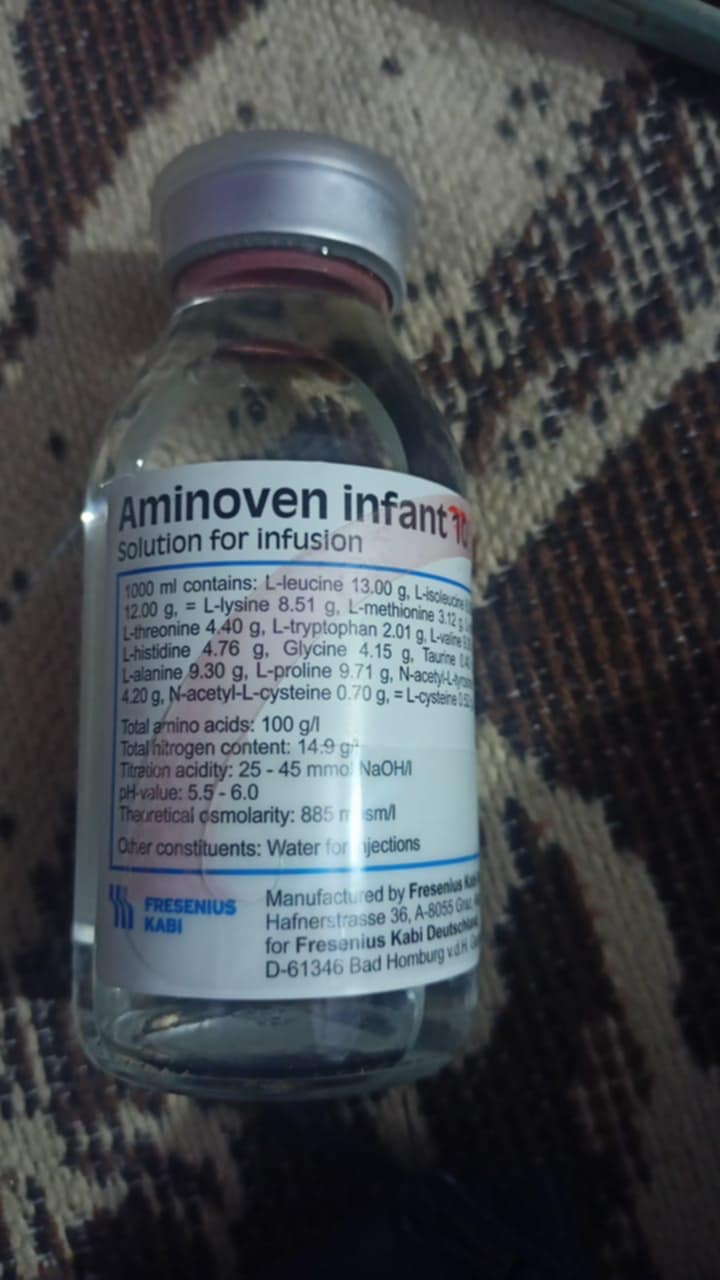 Aminoven infant 10
Solution for infusion
1000 ml contains: L-leucine 13.00 g, L-isoleucine
12.00 g, = L-lysine 8.51 g, L-methionine 3.12 g
L-threonine 4.40 g, L-tryptophan 2.01 g, L-valine
L-histidine 4.76 g, Glycine 4.15 g, Taurine
L-alanine 9.30 g, L-proline 9.71 g, N-acetyl-L-tyrosine
4.20 g, N-acetyl-L-cysteine 0.70 g, = L-cysteine
Total amino acids: 100 g/l
Total nitrogen content: 14.9 g/l
Titration acidity: 25 - 45 mmol NaOH/l
pH-value: 5.5 - 6.0
Theoretical osmolarity: 885 mosm/l
Other constituents: Water for injections
FRESENIUS
KABI
Manufactured by Fresenius Kabi
Hafnerstrasse 36, A-8055 Graz,
for Fresenius Kabi Deutschland
D-61346 Bad Homburg v.d.H.